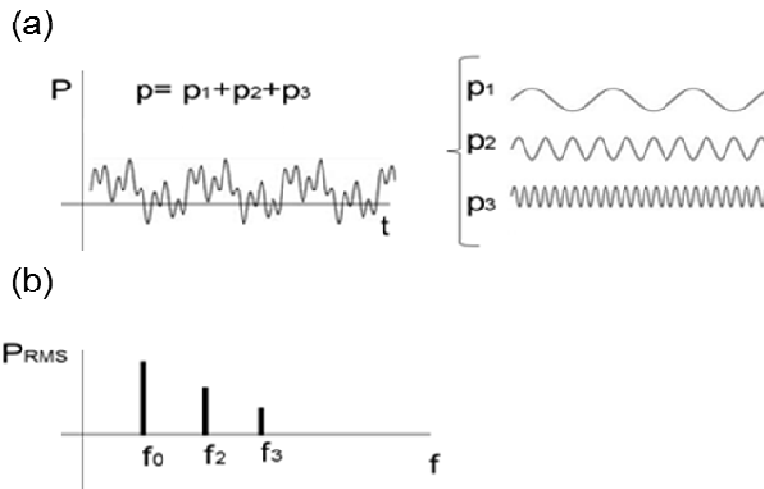 (a)
P
p= p₁+p₂+p₃
t
p₁
p₂
p₃
(b)
PRMS
f₀
f₂
f₃
f